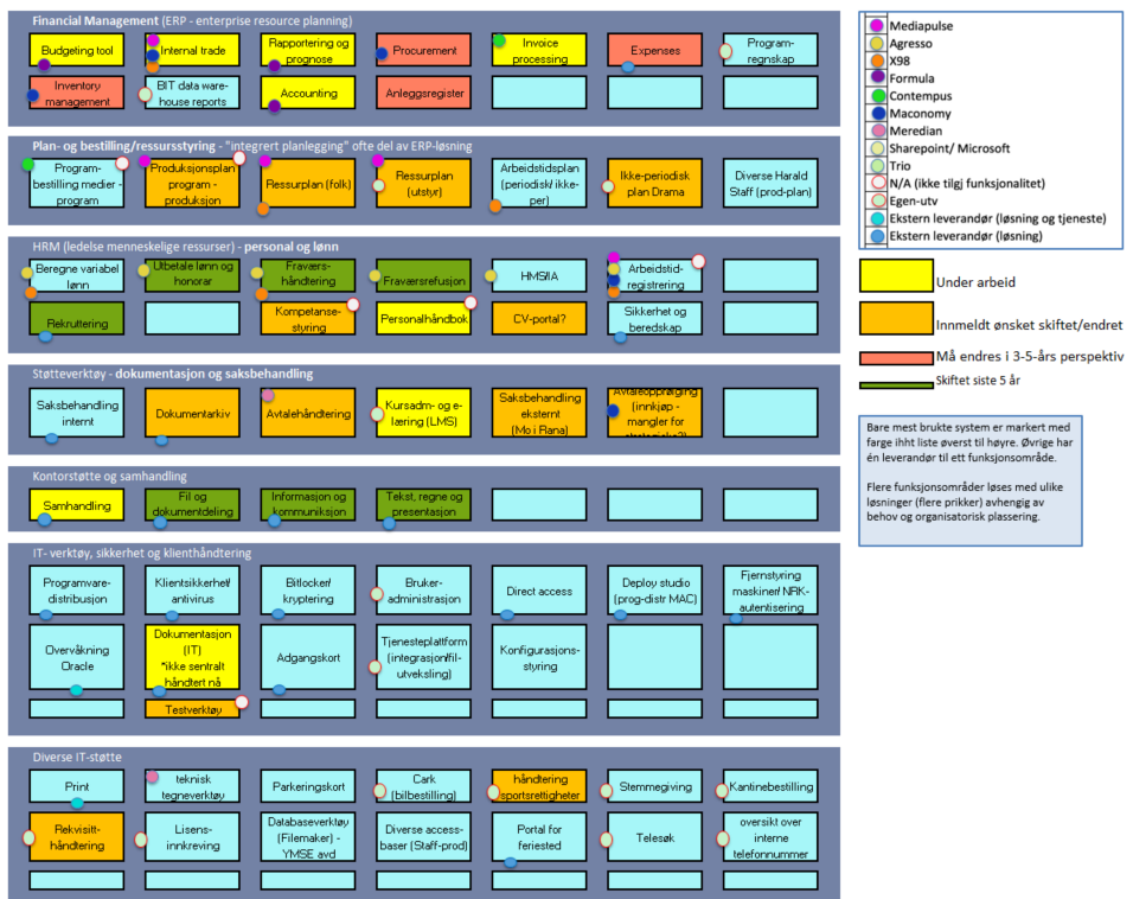 Financial Management (ERP - enterprise resource planning)
Budgeting tool
Internal trade
Rapportering og
prognose
Procurement
Invoice
processing
Expenses
Program-
regnskap
Inventory
management
BIT data ware-
house reports
Accounting
Anleggsregister
Plan- og bestilling/ressursstyring - "integrert planlegging" ofte del av ERP-løsning
Program-
bestilling medier -
program
Produksjonsplan
program -
produksjon
Ressurplan (folk)
Ressurplan
(utstyr)
Arbeidstidsplan
(periodisk/ ikke-
per)
Ikke-periodisk
plan Drama
Diverse Harald
Staff (prod-plan)
HRM (ledelse menneskelige ressurser) - personal og lønn
Beregne variabel
lønn
Utbetale lønn og
honorar
Fraværs-
håndtering
Fraværsrefusjon
HMS/IA
Arbeidstid-
registrering
Rekruttering
Kompetanse-
styring
Personalhåndbok
CV-portal?
Sikkerhet og
beredskap
Støtteverktøy - dokumentasjon og saksbehandling
Saksbehandling
internt
Dokumentarkiv
Avtalehåndtering
Kursadm- og e-
læring (LMS)
Saksbehandling
eksternt
(Mo i Rana)
Avtaleoppfølging
(innkjøp -
mangler for
Kontorstøtte og samhandling
Samhandling
Fil og
dokumentdeling
Informasjon og
kommuniksjon
Tekst, regne og
presentasjon
IT- verktøy, sikkerhet og klienthåndtering
Programvare-
distribusjon
Klientsikkerhet/
antivirus
Bitlocker/
kryptering
Bruker-
administrasjon
Direct access
Deploy studio
(prog-distr MAC)
Fjernstyring
maskiner/ NRK-
autentisering
Overvåkning
Oracle
Dokumentasjon
(IT)
*ikke sentralt
håndtert nå
Adgangskort
Tjenesteplattform
(integrasjon/fil-
utveksling)
Konfigurasjons-
styring
Testverktøy
Diverse IT-støtte
Print
teknisk
tegneverktøy
Parkeringskort
Cark
(bilbestilling)
håndtering
sportsrettigheter
Stemmegiving
Kantinebestilling
Rekvisitt-
håndtering
Lisens-
innkreving
Databaseverktøy
(Filemaker) -
YMSE avd
Diverse access-
baser (Staff-prod)
Portal for
feriested
Telesøk
oversikt over
interne
telefonnummer
Mediapulse
Agresso
X98
Formula
Contempus
Maconomy
Meredian
Sharepoint/ Microsoft
Trio
N/A (ikke tilgj funksjonalitet)
Egen-utv
Ekstern leverandør (løsning og tjeneste)
Ekstern leverandør (løsning)
Under arbeid
Innmeldt ønsket skiftet/endret
Må endres i 3-5-års perspektiv
Skiftet siste 5 år
Bare mest brukte system er markert med
farge ihht liste øverst til høyre. Øvrige har
én leverandør til ett funksjonsområde.
Flere funksjonsområder løses med ulike
løsninger (flere prikker) avhengig av
behov og organisatorisk plassering.